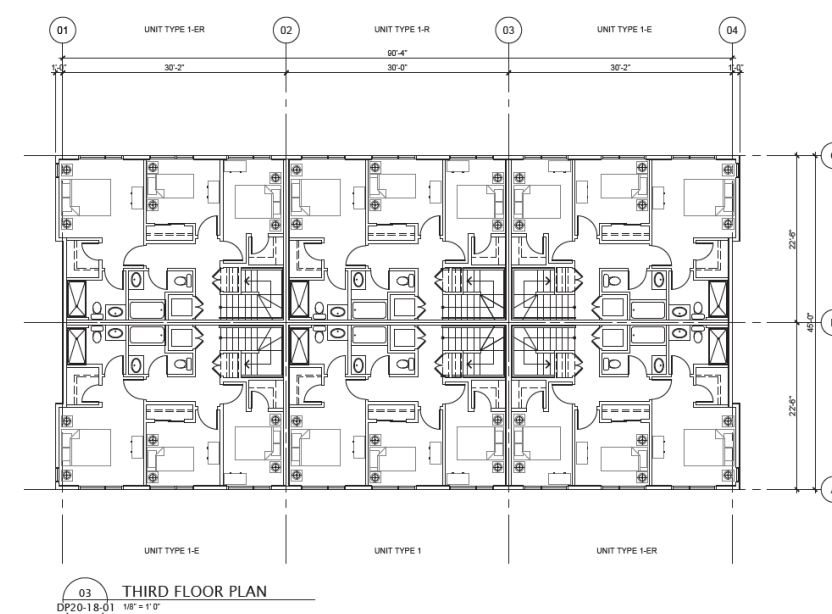 01 UNIT TYPE 1-ER 02 UNIT TYPE 1-R 03 UNIT TYPE 1-E 04
90'-4"
1'-0" 30'-2" 30'-0" 30'-2" 1'-0"
22'-6"
45'-0"
22'-6"
UNIT TYPE 1-E UNIT TYPE 1 UNIT TYPE 1-ER
03 THIRD FLOOR PLAN
DP20-18-01 1/8" = 1' 0"